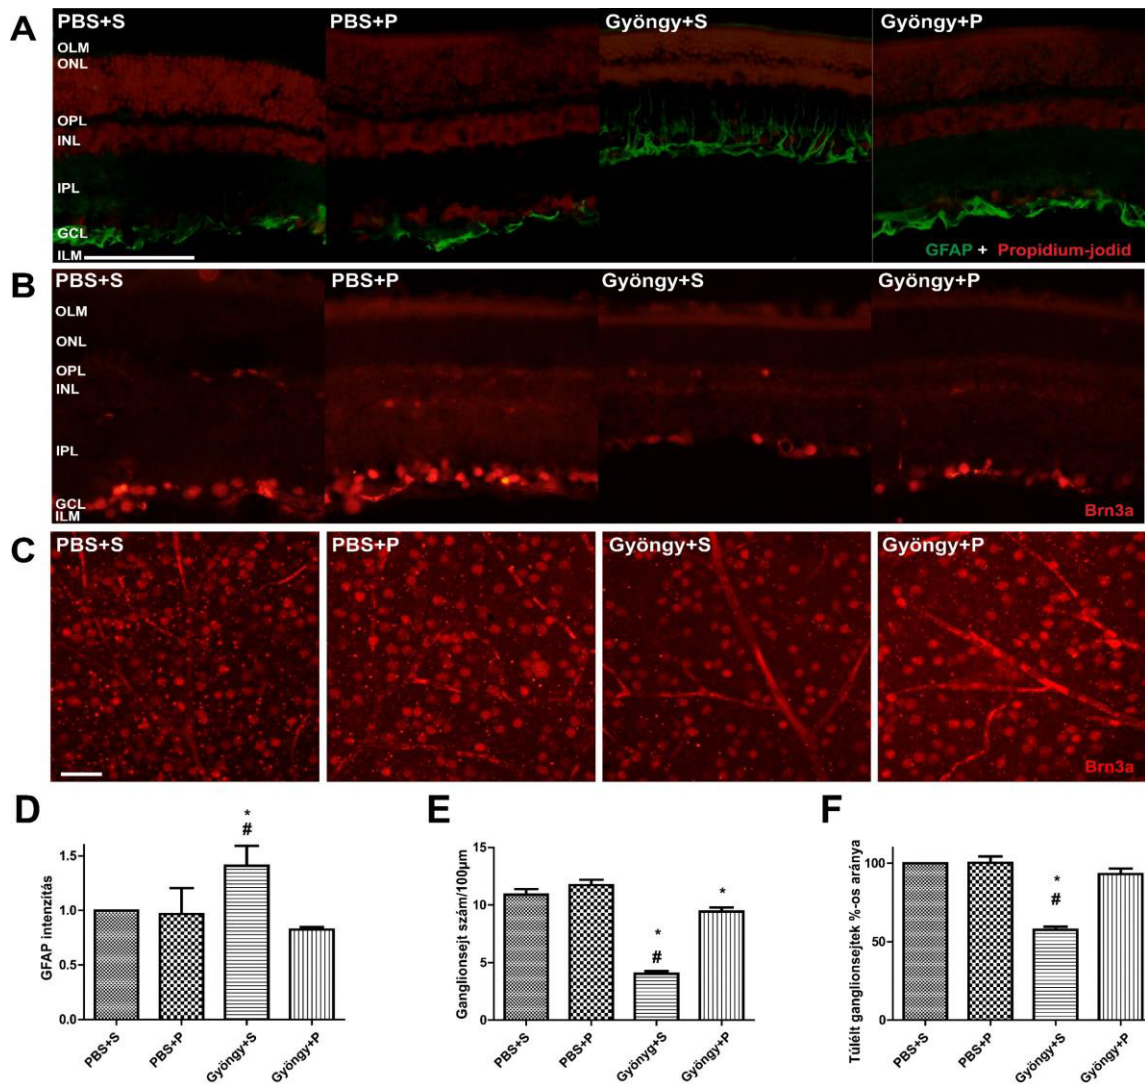 A
PBS+S
PBS+P
Gyöngy+S
Gyöngy+P
OLM
ONL
OPL
INL
IPL
GCL
ILM
GFAP + Propidium-jodid
B
PBS+S
PBS+P
Gyöngy+S
Gyöngy+P
OLM
ONL
OPL
INL
IPL
GCL
ILM
Brn3a
C
PBS+S
PBS+P
Gyöngy+S
Gyöngy+P
Brn3a
D
GFAP intenzítás
1.5
1.0
0.5
0.0
*
#
PBS+S
PBS+P
Gyöngy+S
Gyöngy+P
E
Ganglionsejt szám/100µm
15
10
5
0
*
#
*
PBS+S
PBS+P
Gyönyg+S
Gyöngy+P
F
Túlélt ganglionsejtek %-os aránya
100
50
0
*
#
PBS+S
PBS+P
Gyöngy+S
Gyöngy+P